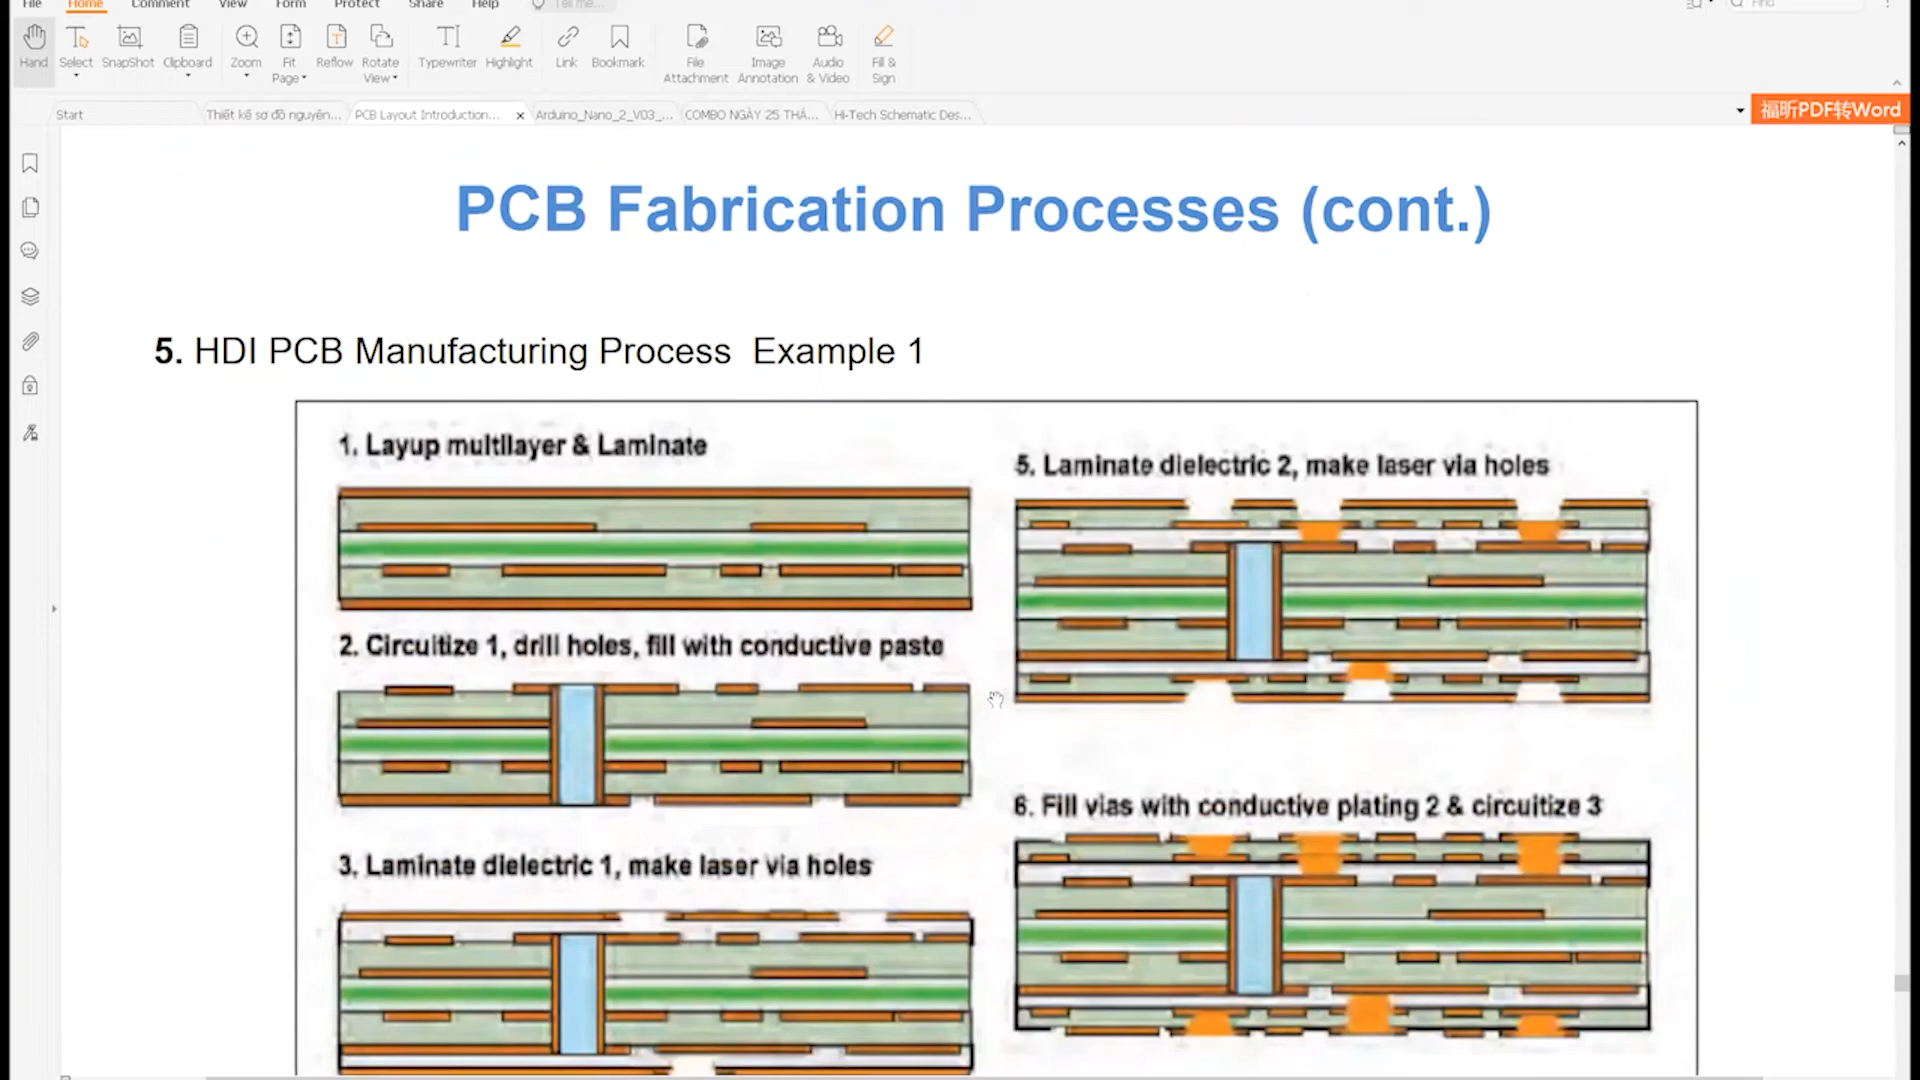 File Home Comment View Form Protect Share Help Tell me... Find
Hand Select SnapShot Clipboard Zoom Fit Page Reflow Rotate View Typewriter Highlight Link Bookmark File Attachment Image Annotation Audio & Video Fill & Sign
Start Thiết kế sơ đồ nguyên... PCB Layout Introduction... Arduino_Nano_2_V03_... COMBO NGÀY 25 THÁ... Hi-Tech Schematic Des... 福昕PDF转Word
PCB Fabrication Processes (cont.)
5. HDI PCB Manufacturing Process Example 1
1. Layup multilayer & Laminate
2. Circuitize 1, drill holes, fill with conductive paste
3. Laminate dielectric 1, make laser via holes
5. Laminate dielectric 2, make laser via holes
6. Fill vias with conductive plating 2 & circuitize 3